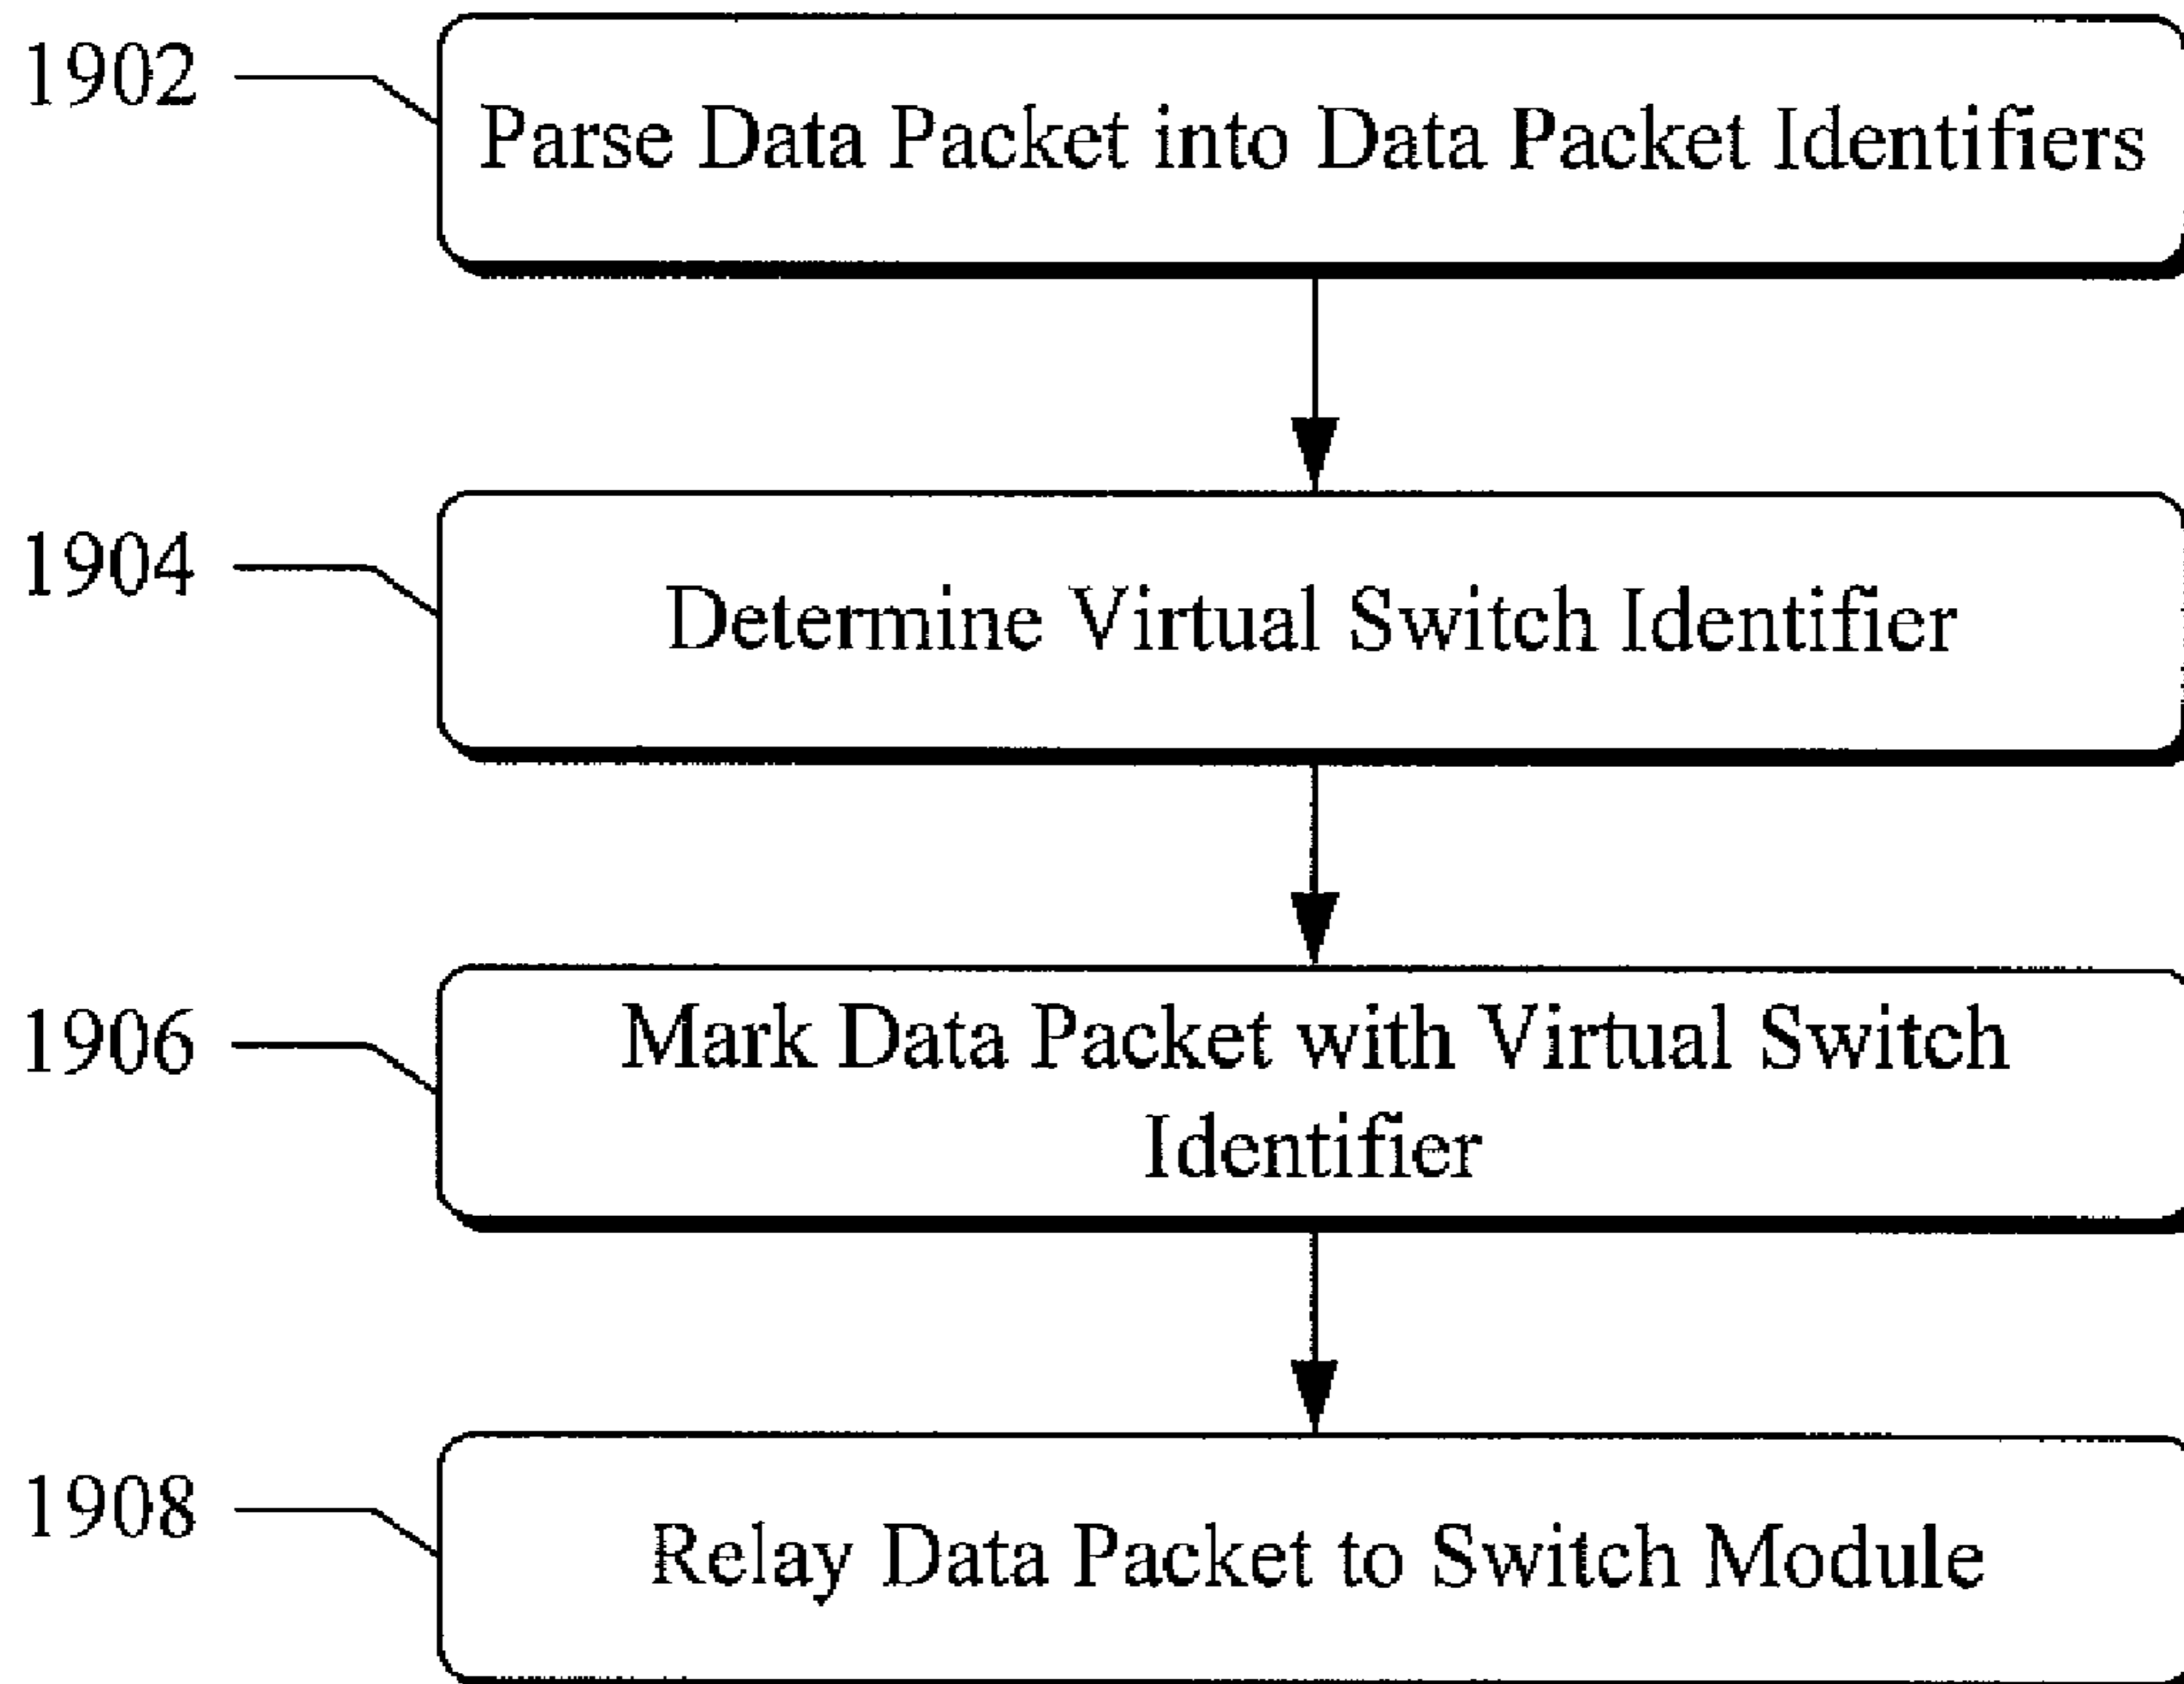 1902
Parse Data Packet into Data Packet Identifiers
1904
Determine Virtual Switch Identifier
1906
Mark Data Packet with Virtual Switch
Identifier
1908
Relay Data Packet to Switch Module